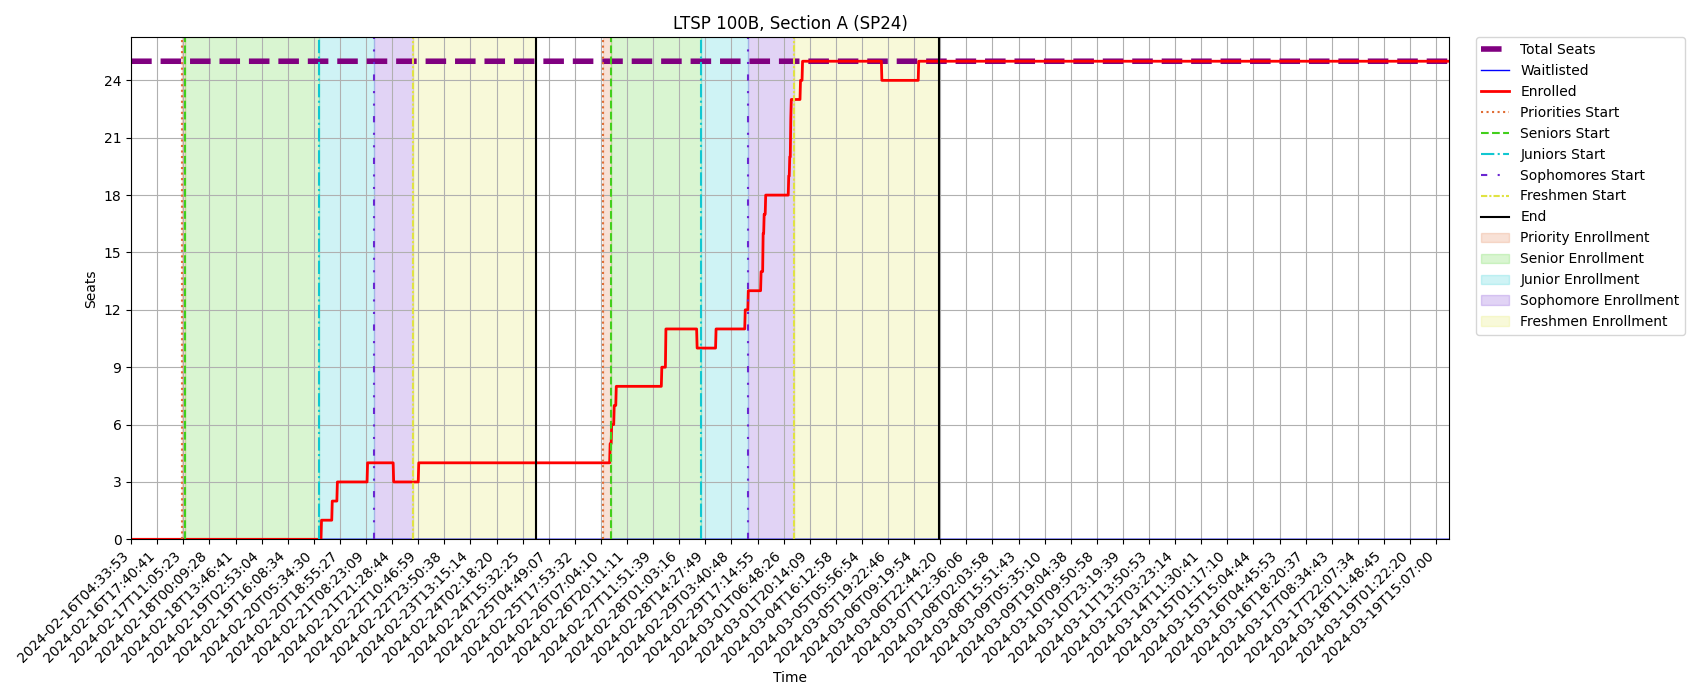 LTSP 100B, Section A (SP24)
Seats
24
21
18
15
12
9
6
3
0
2024-02-16T04:33:53
2024-02-16T17:40:41
2024-02-17T11:05:23
2024-02-18T00:09:28
2024-02-18T13:46:41
2024-02-19T02:53:04
2024-02-19T16:08:34
2024-02-20T05:34:30
2024-02-20T18:55:27
2024-02-21T08:23:09
2024-02-21T21:28:44
2024-02-22T10:46:59
2024-02-22T23:50:38
2024-02-23T13:15:14
2024-02-24T02:18:20
2024-02-24T15:32:25
2024-02-25T04:49:07
2024-02-25T17:53:32
2024-02-26T07:04:10
2024-02-26T20:11:11
2024-02-27T11:51:39
2024-02-28T01:03:16
2024-02-28T14:27:49
2024-02-29T03:40:48
2024-02-29T17:14:55
2024-03-01T06:48:26
2024-03-01T20:14:09
2024-03-04T16:12:58
2024-03-05T05:56:54
2024-03-05T19:22:46
2024-03-06T09:19:54
2024-03-06T22:44:20
2024-03-07T12:36:06
2024-03-08T02:03:58
2024-03-08T15:51:43
2024-03-09T05:35:10
2024-03-09T19:04:38
2024-03-10T09:50:58
2024-03-10T23:19:39
2024-03-11T13:50:53
2024-03-12T03:23:14
2024-03-14T11:30:41
2024-03-15T01:17:10
2024-03-15T15:04:44
2024-03-16T04:45:53
2024-03-16T18:20:37
2024-03-17T08:34:43
2024-03-17T22:07:34
2024-03-18T11:48:45
2024-03-19T01:22:20
2024-03-19T15:07:00
Time
Total Seats
Waitlisted
Enrolled
Priorities Start
Seniors Start
Juniors Start
Sophomores Start
Freshmen Start
End
Priority Enrollment
Senior Enrollment
Junior Enrollment
Sophomore Enrollment
Freshmen Enrollment